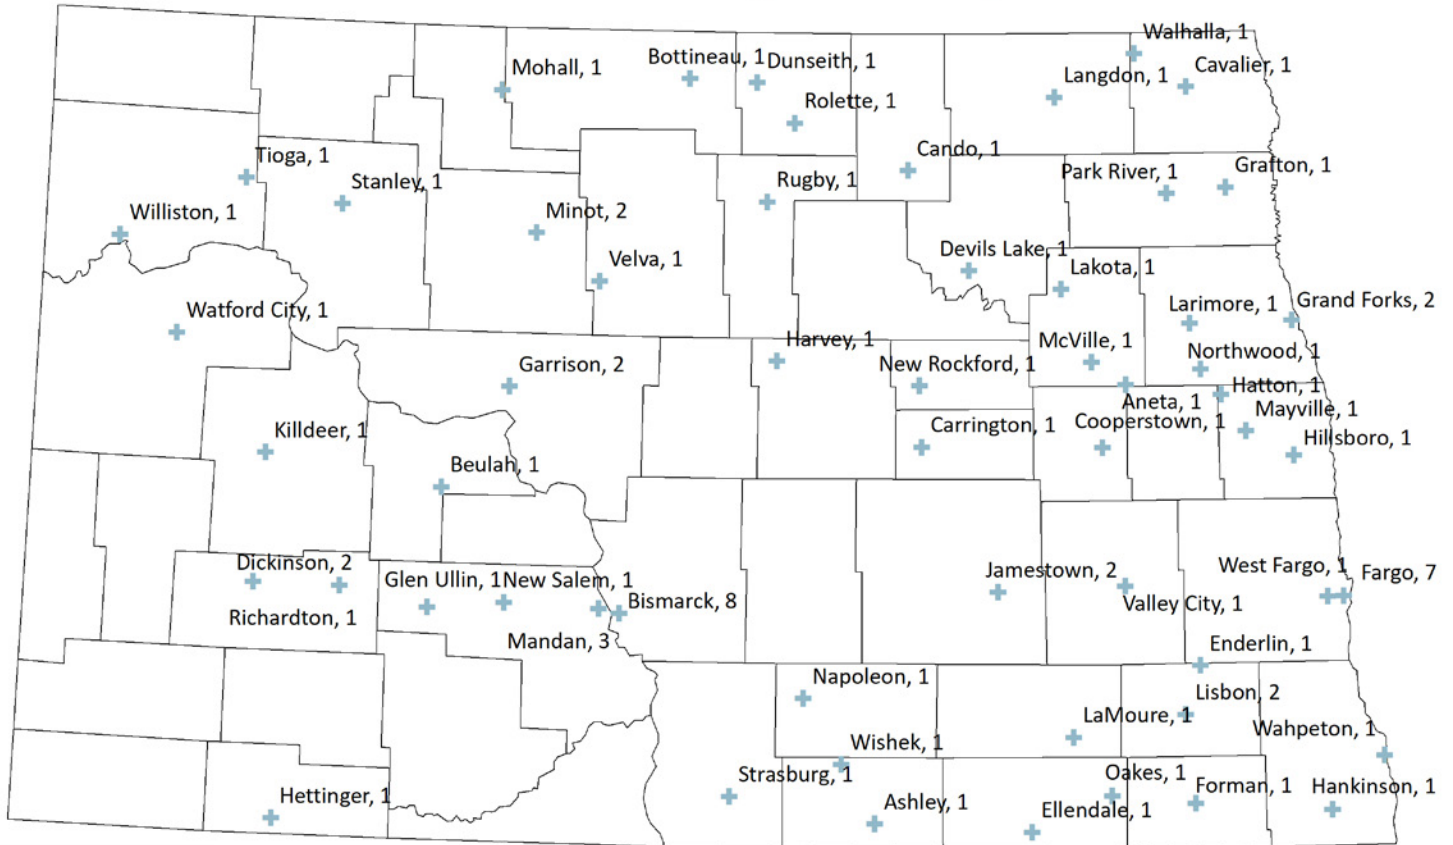 Walhalla, 1
Mohall, 1
Bottineau, 1
Dunseith, 1
Langdon, 1
Cavalier, 1
Rolette, 1
Cando, 1
Tioga, 1
Stanley, 1
Rugby, 1
Park River, 1
Grafton, 1
Williston, 1
Minot, 2
Velva, 1
Devils Lake, 1
Lakota, 1
Watford City, 1
Larimore, 1
Grand Forks, 2
Harvey, 1
McVille, 1
Northwood, 1
Garrison, 2
New Rockford, 1
Hatton, 1
Aneta, 1
Mayville, 1
Killdeer, 1
Carrington, 1
Cooperstown, 1
Hillsboro, 1
Beulah, 1
Dickinson, 2
Glen Ullin, 1
New Salem, 1
Bismarck, 8
Jamestown, 2
West Fargo, 1
Fargo, 7
Richardton, 1
Valley City, 1
Mandan, 3
Enderlin, 1
Napoleon, 1
Lisbon, 2
LaMoure, 1
Wahpeton, 1
Wishek, 1
Strasburg, 1
Oakes, 1
Forman, 1
Hankinson, 1
Hettinger, 1
Ashley, 1
Ellendale, 1